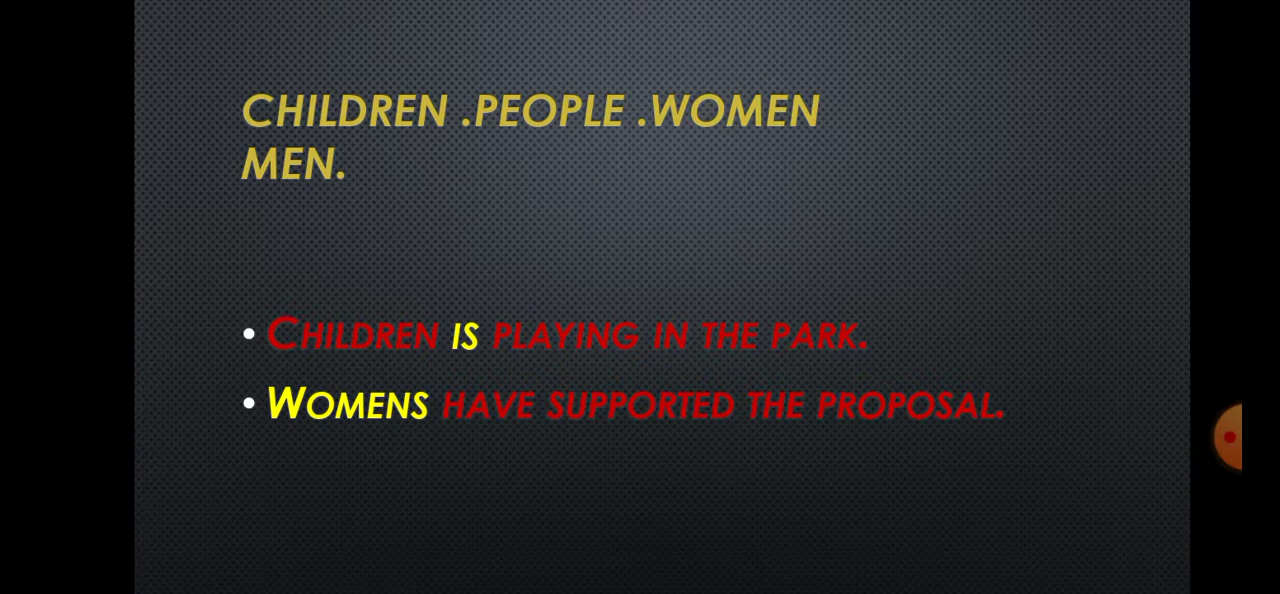 CHILDREN .PEOPLE .WOMEN
MEN.
• CHILDREN IS PLAYING IN THE PARK.
• WOMENS HAVE SUPPORTED THE PROPOSAL.